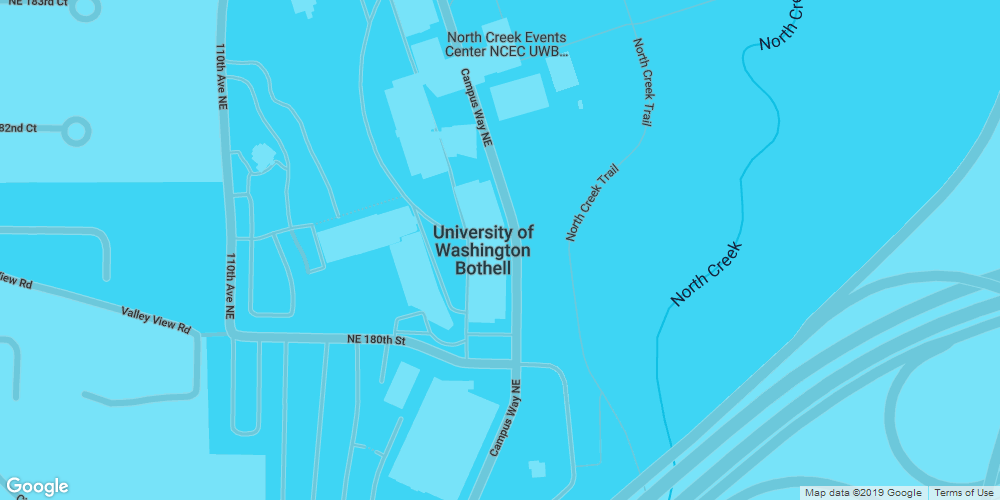 NE 183rd Ct
North Creek Events
Center NCEC UWB...
North Cr
110th Ave NE
Campus Way NE
North Creek Trail
82nd Ct
North Creek Trail
University of
Washington
Bothell
North Creek
110th Ave NE
View Rd
Valley View Rd
NE 180th St
Campus Way NE
Google
Map data ©2019 Google
Terms of Use